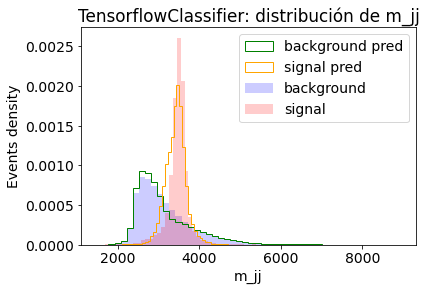 TensorflowClassifier: distribución de m_jj
background pred
signal pred
background
signal
Events density
0.0025
0.0020
0.0015
0.0010
0.0005
0.0000
2000 4000 6000 8000
m_jj